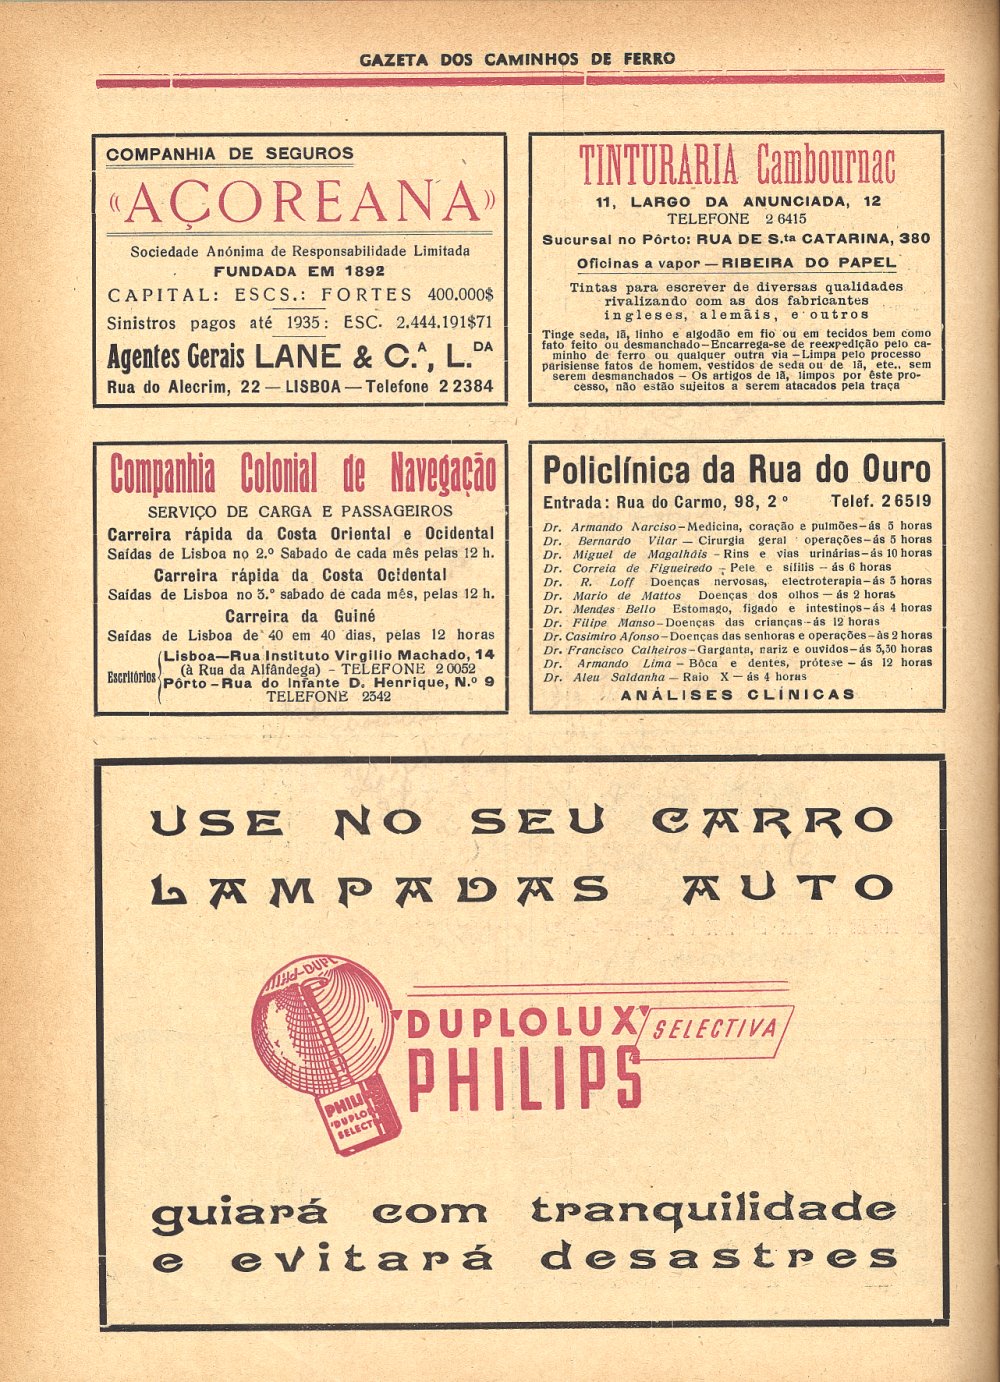 GAZETA DOS CAMINHOS DE FERRO
COMPANHIA DE SEGUROS
«AÇOREANA»
Sociedade Anónima de Responsabilidade Limitada
FUNDADA EM 1892
CAPITAL: ESCS.: FORTES 400.000$
Sinistros pagos até 1935: ESC. 2.444.191$71
Agentes Gerais LANE & C.A, L.DA
Rua do Alecrim, 22 — LISBOA — Telefone 2 2384
TINTURARIA Cambournac
11, LARGO DA ANUNCIADA, 12
TELEFONE 2 6415
Sucursal no Pôrto: RUA DE S.ta CATARINA, 380
Oficinas a vapor — RIBEIRA DO PAPEL
Tintas para escrever de diversas qualidades
rivalizando com as dos fabricantes
ingleses, alemãis, e outros
Tinge seda, lã, linho e algodão em fio ou em tecidos bem como
fato feito ou desmanchado — Encarrega-se de reexpedição pelo ca-
minho de ferro ou qualquer outra via — Limpa pelo processo
parisiense fatos de homem, vestidos de seda ou de lã, ete., sem
serem desmanchados — Os artigos de lã, limpos por êste pro-
cesso, não estão sujeitos a serem atacados pela traça
Companhia Colonial de Navegação
SERVIÇO DE CARGA E PASSAGEIROS
Carreira rápida da Costa Oriental e Ocidental
Saídas de Lisboa no 2.º Sabado de cada mês pelas 12 h.
Carreira rápida da Costa Ocidental
Saídas de Lisboa no 3.º sabado de cada mês, pelas 12 h.
Carreira da Guiné
Saídas de Lisboa de 40 em 40 dias, pelas 12 horas
Escritórios
Lisboa—Rua Instituto Virgilio Machado, 14
(à Rua da Alfândega) - TELEFONE 2 0052
Pôrto - Rua do Infante D. Henrique, N.º 9
TELEFONE 2342
Policlínica da Rua do Ouro
Entrada: Rua do Carmo, 98, 2º Telef. 2 6519
Dr. Armando Narciso — Medicina, coração e pulmões — ás 5 horas
Dr. Bernardo Vilar — Cirurgia geral operações — ás 5 horas
Dr. Miguel de Magalhãis - Rins e vias urinárias — ás 10 horas
Dr. Correia de Figueiredo - Pele e sífilis — ás 6 horas
Dr. R. Loff Doenças nervosas, electroterapia — ás 3 horas
Dr. Mario de Mattos Doenças dos olhos — ás 2 horas
Dr. Mendes Bello Estomago, figado e intestinos — ás 4 horas
Dr. Filipe Manso — Doenças das crianças - ás 12 horas
Dr. Casimiro Afonso — Doenças das senhoras e operações — às 2 horas
Dr. Francisco Calheiros — Garganta, nariz e ouvidos — ás 3,30 horas
Dr. Armando Lima — Bôca e dentes, prótese — ás 12 horas
Dr. Aleu Saldanha — Raio X — ás 4 horas
ANÁLISES CLÍNICAS
USE NO SEU CARRO
LAMPADAS AUTO
PHILI-DUPL
PHILI
"DUPLO
SELECT
"DUPLOLUX"
SELECTIVA
PHILIPS
guiará com tranquilidade
e evitará desastres